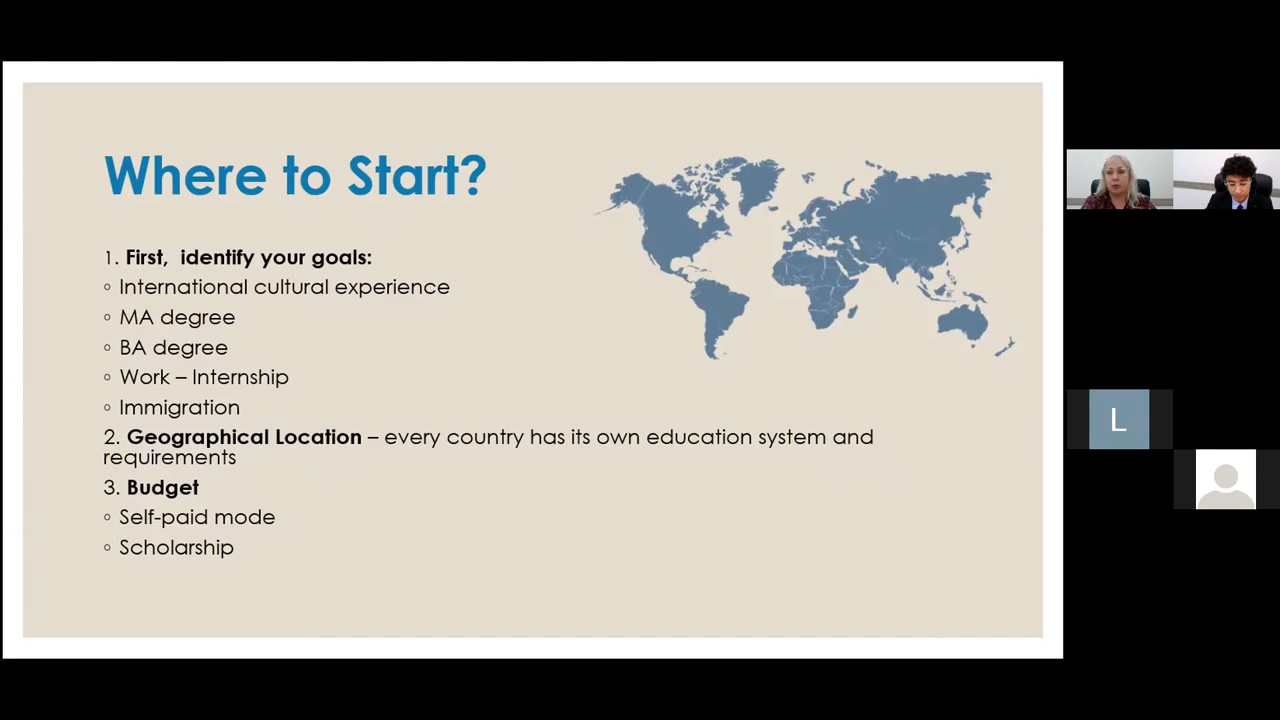 Where to Start?
1. First,  identify your goals:
◦ International cultural experience
◦ MA degree
◦ BA degree
◦ Work – Internship
◦ Immigration
2. Geographical Location – every country has its own education system and
requirements
3. Budget
◦ Self-paid mode
◦ Scholarship
L